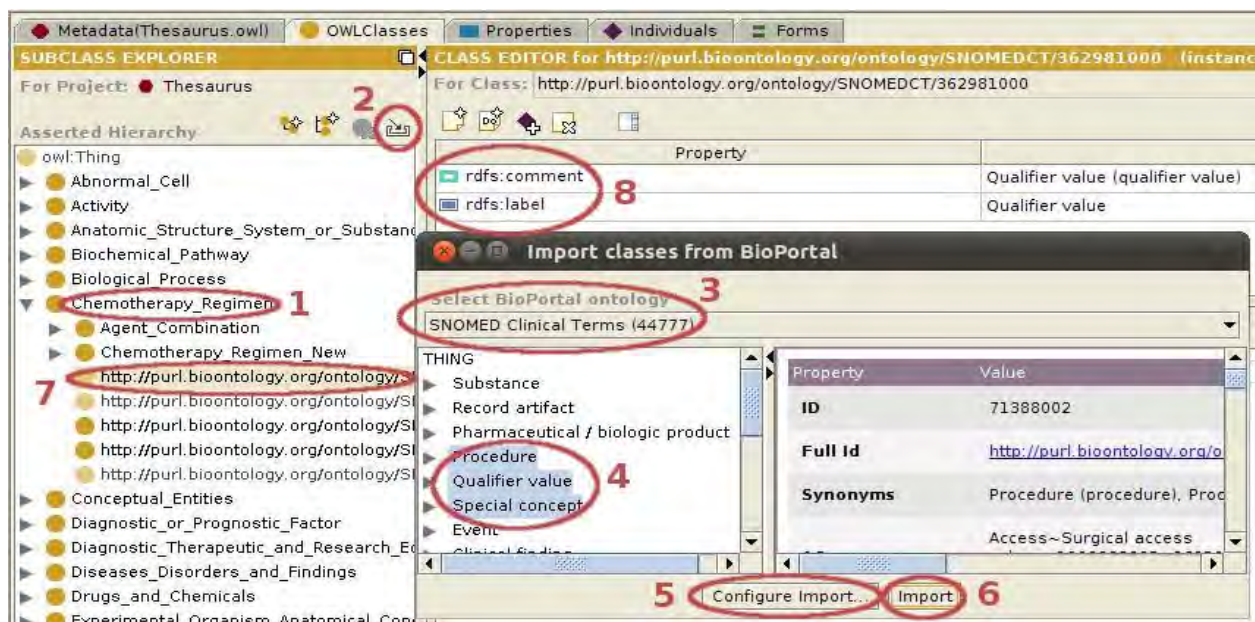 Metadata(Thesaurus.owl) OWLClasses Properties Individuals Forms
SUBCLASS EXPLORER
For Project: Thesaurus
2
Asserted Hierarchy
owl:Thing
Abnormal_Cell
Activity
Anatomic_Structure_System_or_Substanc
Biochemical_Pathway
Biological_Process
Chemotherapy_Regimen 1
Agent_Combination
Chemotherapy_Regimen_New
http://purl.bioontology.org/ontology/SI
7
http://purl.bioontology.org/ontology/SI
http://purl.bioontology.org/ontology/SI
http://purl.bioontology.org/ontology/SI
http://purl.bioontology.org/ontology/SI
Conceptual_Entities
Diagnostic_or_Prognostic_Factor
Diagnostic_Therapeutic_and_Research_Ec
Diseases_Disorders_and_Findings
Drugs_and_Chemicals
Experimental_Organism_Anatomical_Con
CLASS EDITOR for http://purl.bioontology.org/ontology/SNOMEDCT/362981000 (instanc
For Class: http://purl.bioontology.org/ontology/SNOMEDCT/362981000
Property
rdfs:comment Qualifier value (qualifier value)
8
rdfs:label Qualifier value
Import classes from BioPortal
Select BioPortal ontology 3
SNOMED Clinical Terms (44777)
THING
Substance
Record artifact
Pharmaceutical / biologic product
Procedure
Qualifier value 4
Special concept
Event
Clinical finding
Property Value
ID 71388002
Full Id http://purl.bioontology.org/o
Synonyms Procedure (procedure), Proc
Access~Surgical access
5 Configure Import... Import 6